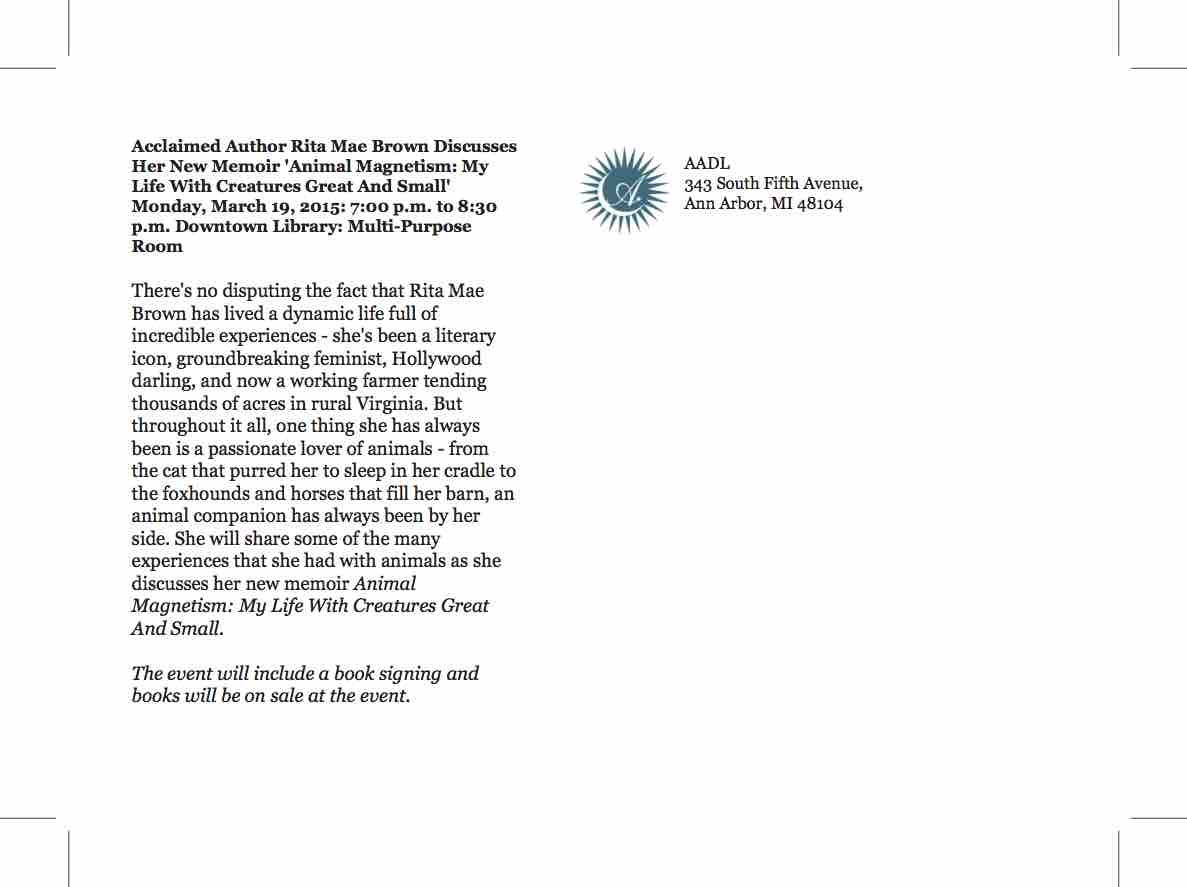 Acclaimed Author Rita Mae Brown Discusses
Her New Memoir 'Animal Magnetism: My
Life With Creatures Great And Small'
Monday, March 19, 2015: 7:00 p.m. to 8:30
p.m. Downtown Library: Multi-Purpose
Room
There's no disputing the fact that Rita Mae
Brown has lived a dynamic life full of
incredible experiences - she's been a literary
icon, groundbreaking feminist, Hollywood
darling, and now a working farmer tending
thousands of acres in rural Virginia. But
throughout it all, one thing she has always
been is a passionate lover of animals - from
the cat that purred her to sleep in her cradle to
the foxhounds and horses that fill her barn, an
animal companion has always been by her
side. She will share some of the many
experiences that she had with animals as she
discusses her new memoir Animal
Magnetism: My Life With Creatures Great
And Small.
The event will include a book signing and
books will be on sale at the event.
A.
AADL
343 South Fifth Avenue,
Ann Arbor, MI 48104